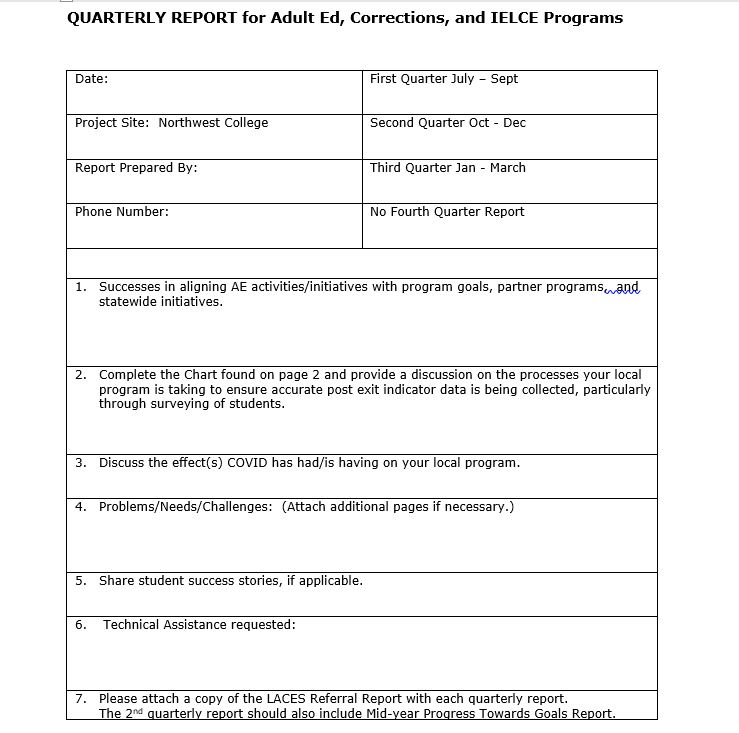 QUARTERLY REPORT for Adult Ed, Corrections, and IELCE Programs
Date:
First Quarter July – Sept
Project Site:  Northwest College
Second Quarter Oct - Dec
Report Prepared By:
Third Quarter Jan - March
Phone Number:
No Fourth Quarter Report
1. Successes in aligning AE activities/initiatives with program goals, partner programs, and
statewide initiatives.
2. Complete the Chart found on page 2 and provide a discussion on the processes your local
program is taking to ensure accurate post exit indicator data is being collected, particularly
through surveying of students.
3. Discuss the effect(s) COVID has had/is having on your local program.
4. Problems/Needs/Challenges:  (Attach additional pages if necessary.)
5. Share student success stories, if applicable.
6. Technical Assistance requested:
7. Please attach a copy of the LACES Referral Report with each quarterly report.
The 2nd quarterly report should also include Mid-year Progress Towards Goals Report.